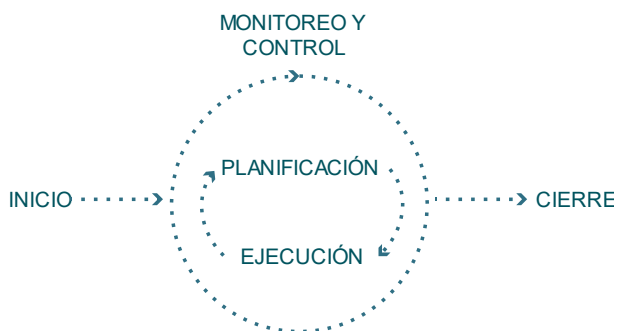 MONITOREO Y
CONTROL
PLANIFICACIÓN
INICIO
CIERRE
EJECUCIÓN